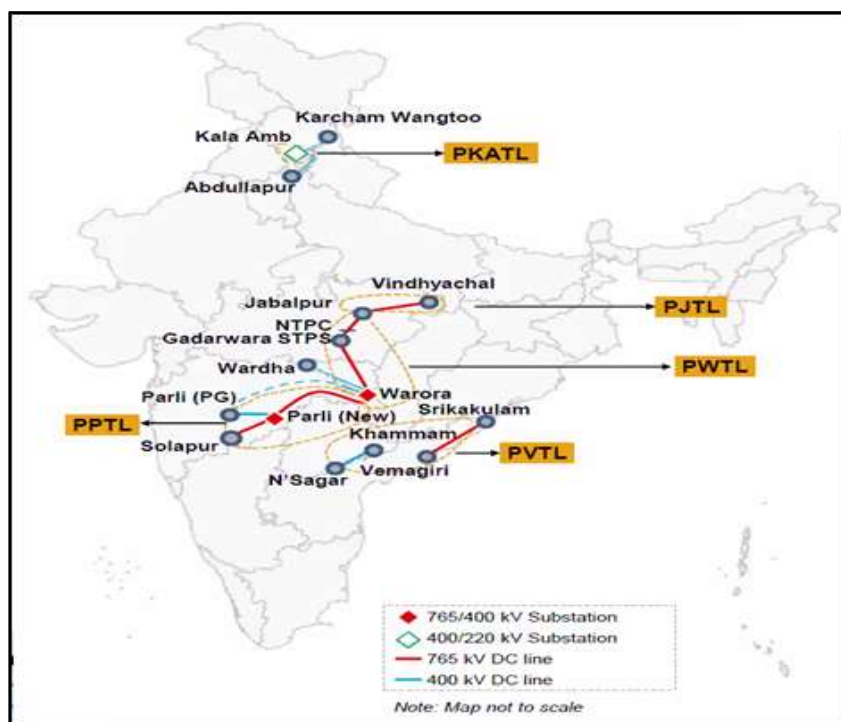 Karcham Wangtoo
Kala Amb
PKATL
Abdullapur
Vindhyachal
Jabalpur
PJTL
NTPC
Gadarwara STPS
Wardha
PWTL
Parli (PG)
Warora
Srikakulam
PPTL
Parli (New)
Solapur
Khammam
PVTL
N'Sagar
Vemagiri
765/400 kV Substation
400/220 kV Substation
765 kV DC line
400 kV DC line
Note: Map not to scale